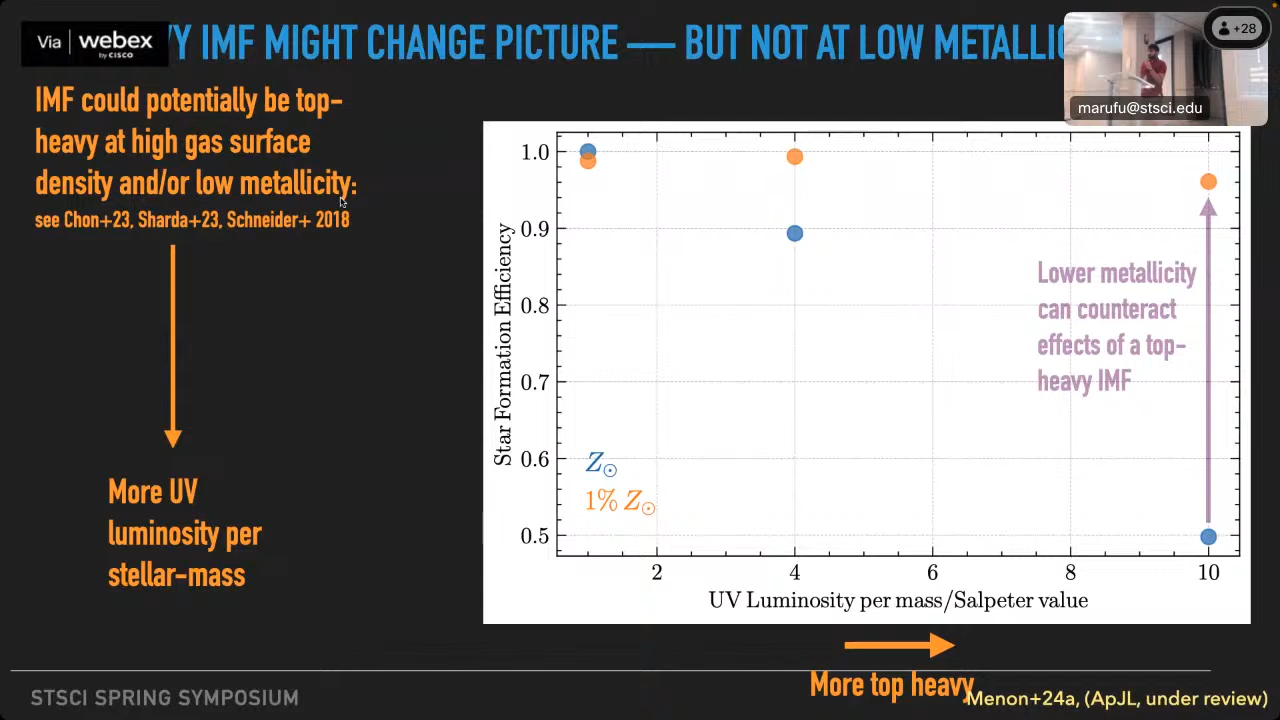 Via | webex
by CISCO
VY IMF MIGHT CHANGE PICTURE — BUT NOT AT LOW METALLIC
+28
marufu@stsci.edu
IMF could potentially be top-
heavy at high gas surface
density and/or low metallicity:
see Chon+23, Sharda+23, Schneider+ 2018
More UV
luminosity per
stellar-mass
Star Formation Efficiency
1.0
0.9
0.8
0.7
0.6
0.5
Lower metallicity
can counteract
effects of a top-
heavy IMF
Z☉
1% Z☉
2 4 6 8 10
UV Luminosity per mass/Salpeter value
More top heavy
STSCI SPRING SYMPOSIUM
Menon+24a, (ApJL, under review)